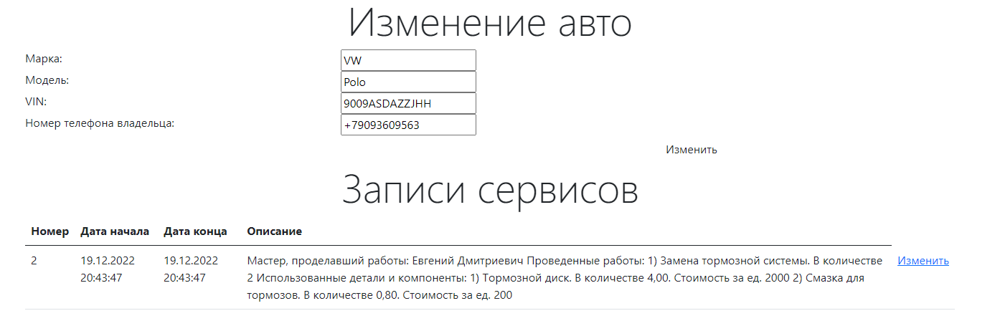 Изменение авто
Марка: VW
Модель: Polo
VIN: 9009ASDAZZJHH
Номер телефона владельца: +79093609563
Изменить
Записи сервисов
Номер Дата начала Дата конца Описание
2 19.12.2022 19.12.2022 Мастер, проделавший работы: Евгений Дмитриевич Проведенные работы: 1) Замена тормозной системы. В количестве Изменить
20:43:47 20:43:47 2 Использованные детали и компоненты: 1) Тормозной диск. В количестве 4,00. Стоимость за ед. 2000 2) Смазка для
тормозов. В количестве 0,80. Стоимость за ед. 200